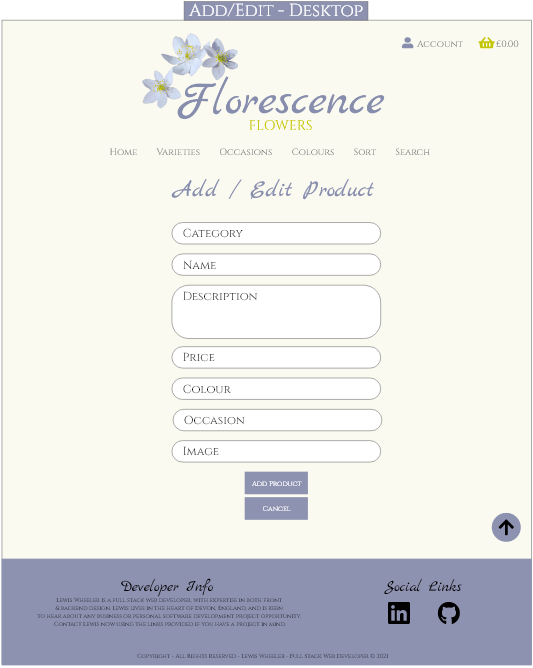 Add/Edit - Desktop
Account £0.00
Florescence
FLOWERS
Home Varieties Occasions Colours Sort Search
Add / Edit Product
Category
Name
Description
Price
Colour
Occasion
Image
Add Product
Cancel
Developer Info Social Links
Lewis Wheeler is a full stack web developer, with expertise in both front
& backend design. Lewis lives in the heart of Devon, England, and is keen
to hear about any business or personal software development project opportunity.
Contact Lewis now using the links provided if you have a project in mind.
Copyright - All Rights Reserved - Lewis Wheeler - Full Stack Web Developer © 2021